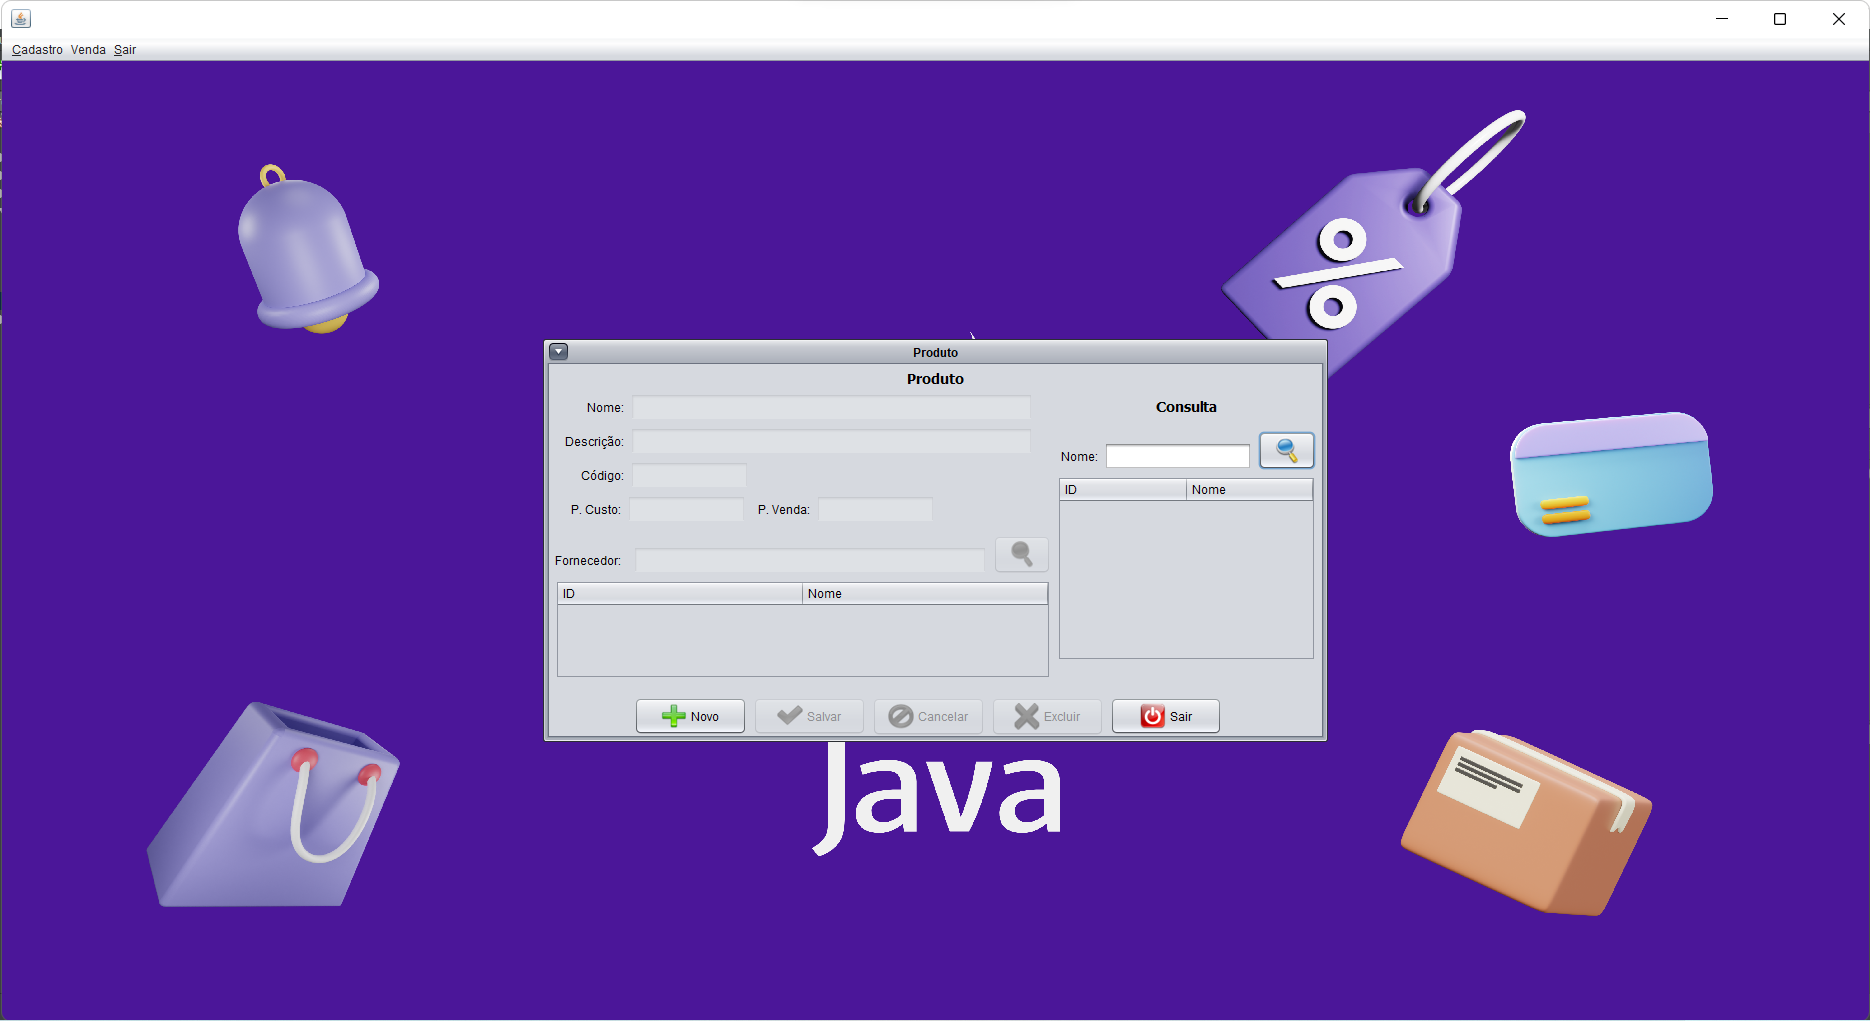 Cadastro Venda Sair
Produto
Produto
Nome:
Descrição:
Código:
P. Custo: P. Venda:
Fornecedor:
ID Nome
Consulta
Nome:
ID Nome
Novo Salvar Cancelar Excluir Sair
%
Java